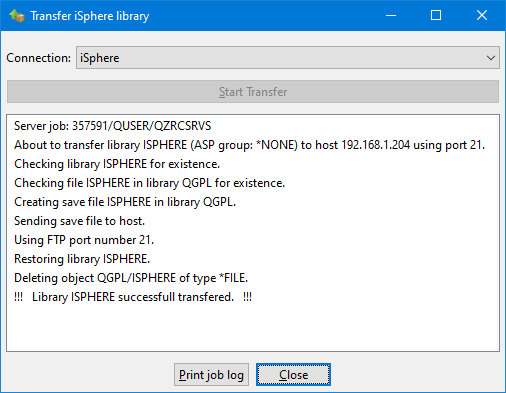 Transfer iSphere library
Connection: iSphere
Start Transfer
Server job: 357591/QUSER/QZRCSRVS
About to transfer library ISPHERE (ASP group: *NONE) to host 192.168.1.204 using port 21.
Checking library ISPHERE for existence.
Checking file ISPHERE in library QGPL for existence.
Creating save file ISPHERE in library QGPL.
Sending save file to host.
Using FTP port number 21.
Restoring library ISPHERE.
Deleting object QGPL/ISPHERE of type *FILE.
!!!   Library ISPHERE successfull transfered.   !!!
Print job log
Close